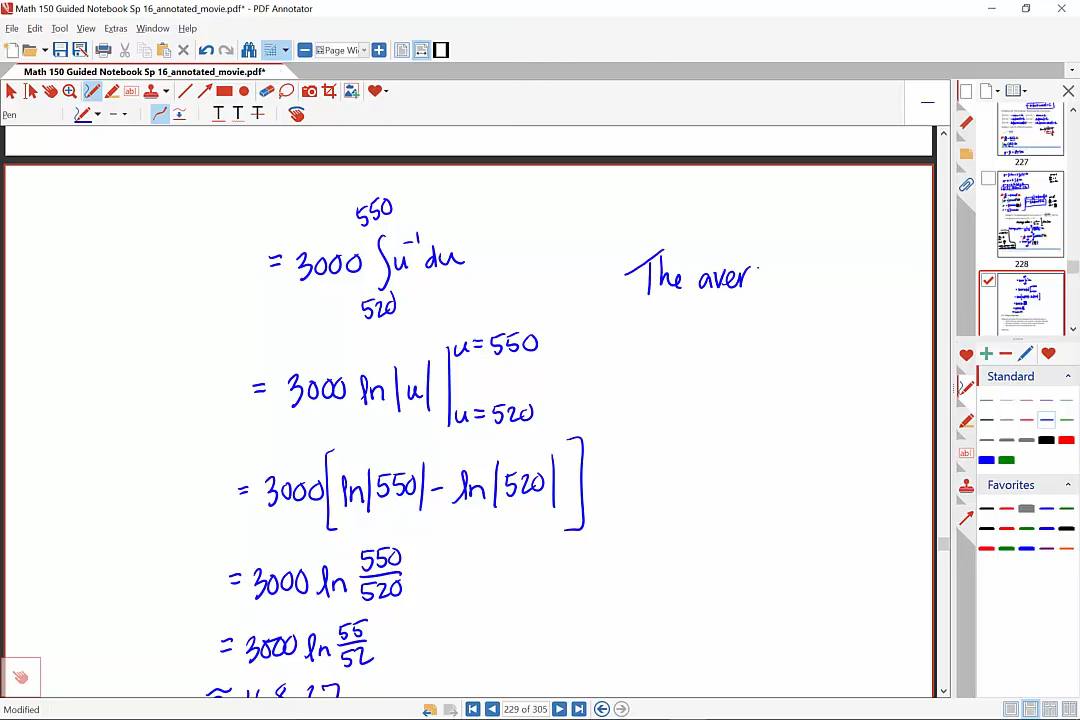 Math 150 Guided Notebook Sp 16_annotated_movie.pdf* - PDF Annotator
File Edit Tool View Extras Window Help
Page Wi
Math 150 Guided Notebook Sp 16_annotated_movie.pdf*
Pen
550
= 3000 ∫ u⁻¹ du
520
The aver
= 3000 ln|u| | u = 550
u = 520
= 3000 [ ln|550| - ln|520| ]
= 3000 ln 550/520
= 3000 ln 55/52
227
228
Standard
Favorites
Modified
229 of 305